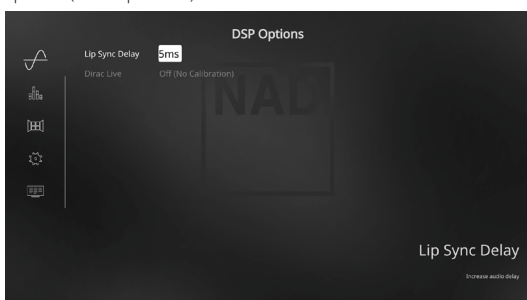 DSP Options
Lip Sync Delay 5ms
Dirac Live Off (No Calibration)
NAD
Lip Sync Delay
Increase audio delay